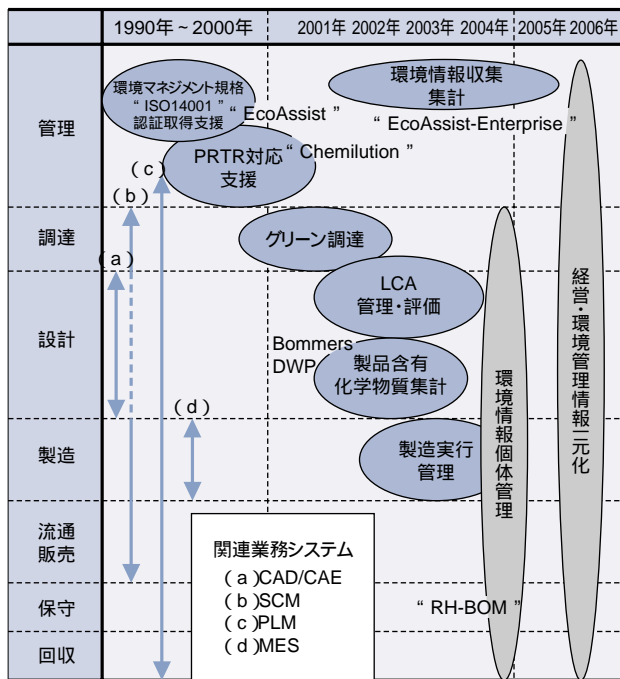 1990年~2000年
2001年 2002年 2003年 2004年 2005年 2006年
管理
環境マネジメント規格
“ ISO14001 ”
認証取得支援
“ EcoAssist ”
環境情報収集
集計
“ EcoAssist-Enterprise ”
PRTR対応
支援
“ Chemilution ”
(c)
(b)
調達
グリーン調達
(a)
設計
LCA
管理・評価
Bommers
DWP
製品含有
化学物質集計
(d)
製造
製造実行
管理
環境情報個体管理
経営・環境管理情報一元化
流通
販売
関連業務システム
(a)CAD/CAE
(b)SCM
(c)PLM
(d)MES
保守
“ RH-BOM ”
回収